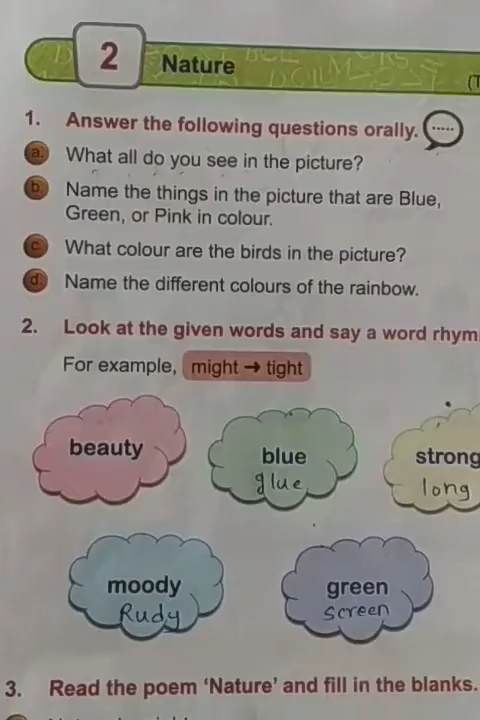 2 Nature
1. Answer the following questions orally.
a. What all do you see in the picture?
b. Name the things in the picture that are Blue,
Green, or Pink in colour.
c. What colour are the birds in the picture?
d. Name the different colours of the rainbow.
2. Look at the given words and say a word rhym
For example, might → tight
beauty blue strong
glue long
moody green
Rudy screen
3. Read the poem ‘Nature’ and fill in the blanks.